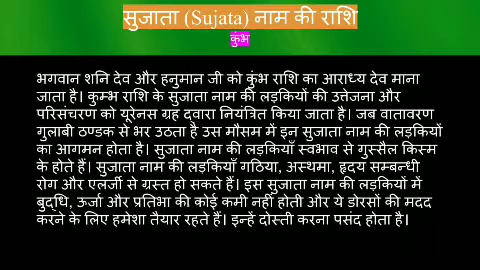 सुजाता (Sujata) नाम की राशि
कुंभ
भगवान शनि देव और हनुमान जी को कुंभ राशि का आराध्य देव माना
जाता है। कुम्भ राशि के सुजाता नाम की लड़कियों की उत्तेजना और
परिसंचरण को यूरेनस ग्रह द्वारा नियंत्रित किया जाता है। जब वातावरण
गुलाबी ठण्डक से भर उठता है उस मौसम में इन सुजाता नाम की लड़कियों
का आगमन होता है। सुजाता नाम की लड़कियाँ स्वभाव से गुस्सैल किस्म
के होते हैं। सुजाता नाम की लड़कियाँ गठिया, अस्थमा, हृदय सम्बन्धी
रोग और एलर्जी से ग्रस्त हो सकते हैं। इस सुजाता नाम की लड़कियों में
बुद्धि, ऊर्जा और प्रतिभा की कोई कमी नहीं होती और ये डोरसों की मदद
करने के लिए हमेशा तैयार रहते हैं। इन्हें दोस्ती करना पसंद होता है।